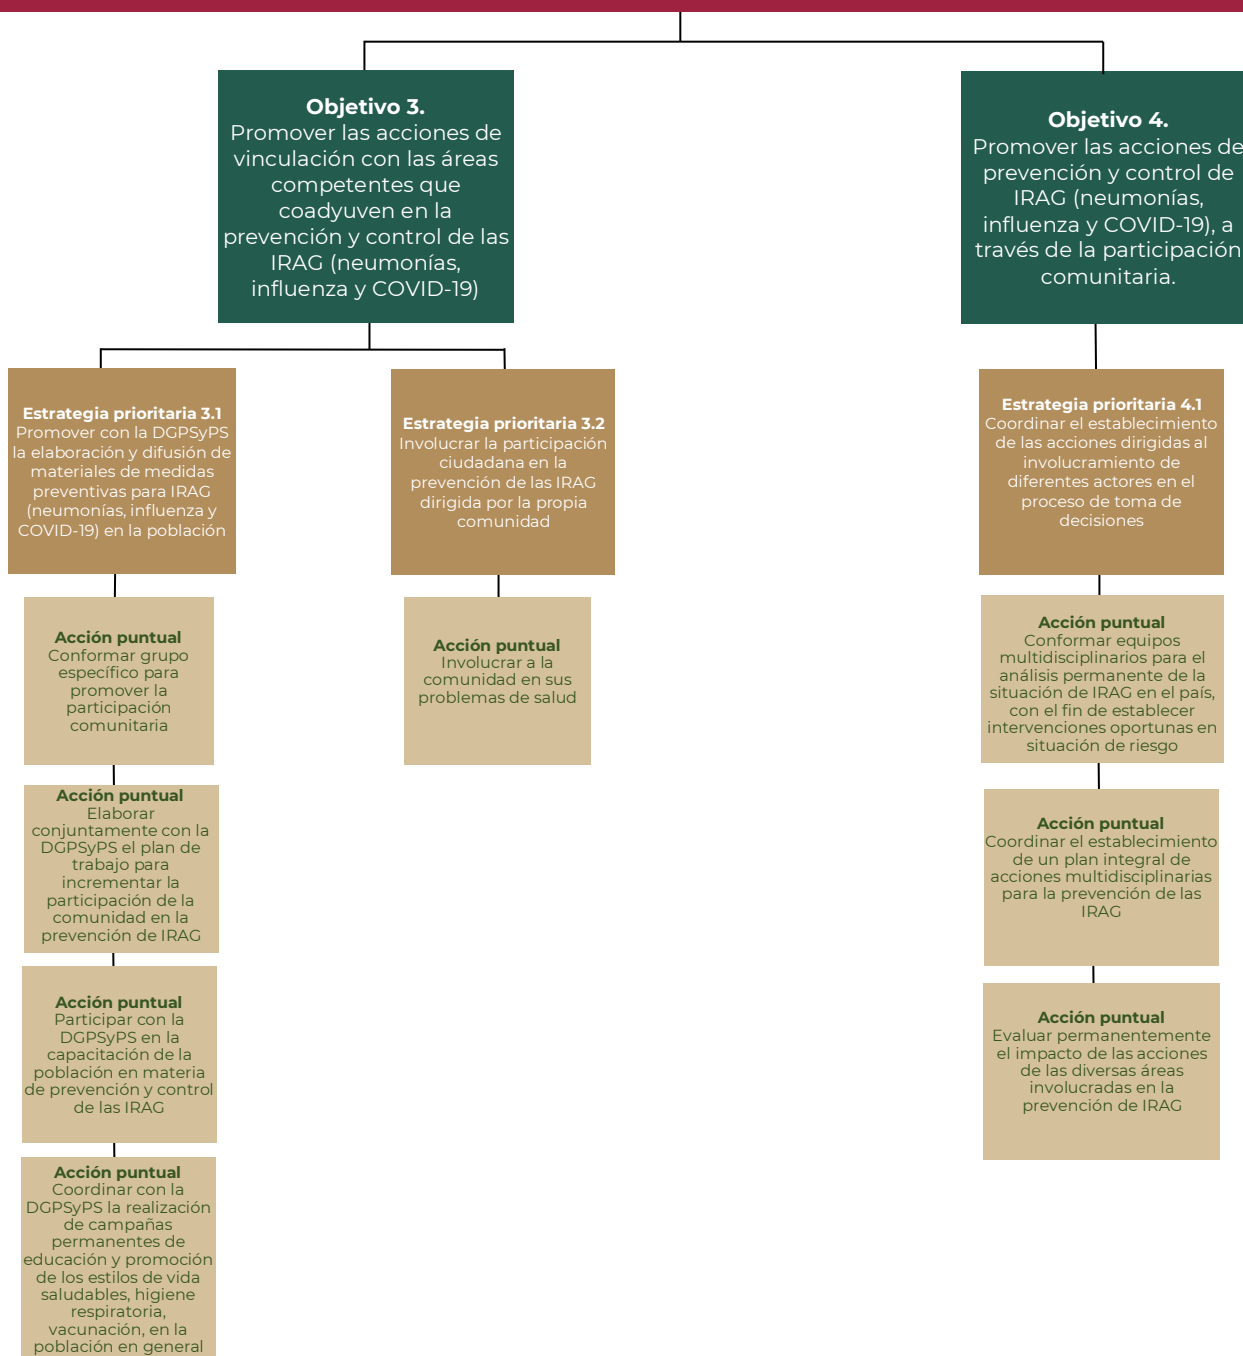 Objetivo 3.
Promover las acciones de
vinculación con las áreas
competentes que
coadyuven en la
prevención y control de las
IRAG (neumonías,
influenza y COVID-19)
Objetivo 4.
Promover las acciones de
prevención y control de
IRAG (neumonías,
influenza y COVID-19), a
través de la participación
comunitaria.
Estrategia prioritaria 3.1
Promover con la DGPSyPS
la elaboración y difusión de
materiales de medidas
preventivas para IRAG
(neumonías, influenza y
COVID-19) en la población
Estrategia prioritaria 3.2
Involucrar la participación
ciudadana en la
prevención de las IRAG
dirigida por la propia
comunidad
Estrategia prioritaria 4.1
Coordinar el establecimiento
de las acciones dirigidas al
involucramiento de
diferentes actores en el
proceso de toma de
decisiones
Acción puntual
Conformar grupo
específico para
promover la
participación
comunitaria
Acción puntual
Involucrar a la
comunidad en sus
problemas de salud
Acción puntual
Conformar equipos
multidisciplinarios para el
análisis permanente de la
situación de IRAG en el país,
con el fin de establecer
intervenciones oportunas en
situación de riesgo
Acción puntual
Elaborar
conjuntamente con la
DGPSyPS el plan de
trabajo para
incrementar la
participación de la
comunidad en la
prevención de IRAG
Acción puntual
Coordinar el establecimiento
de un plan integral de
acciones multidisciplinarias
para la prevención de las
IRAG
Acción puntual
Participar con la
DGPSyPS en la
capacitación de la
población en materia
de prevención y control
de las IRAG
Acción puntual
Evaluar permanentemente
el impacto de las acciones
de las diversas áreas
involucradas en la
prevención de IRAG
Acción puntual
Coordinar con la
DGPSyPS la realización
de campañas
permanentes de
educación y promoción
de los estilos de vida
saludables, higiene
respiratoria,
vacunación, en la
población en general